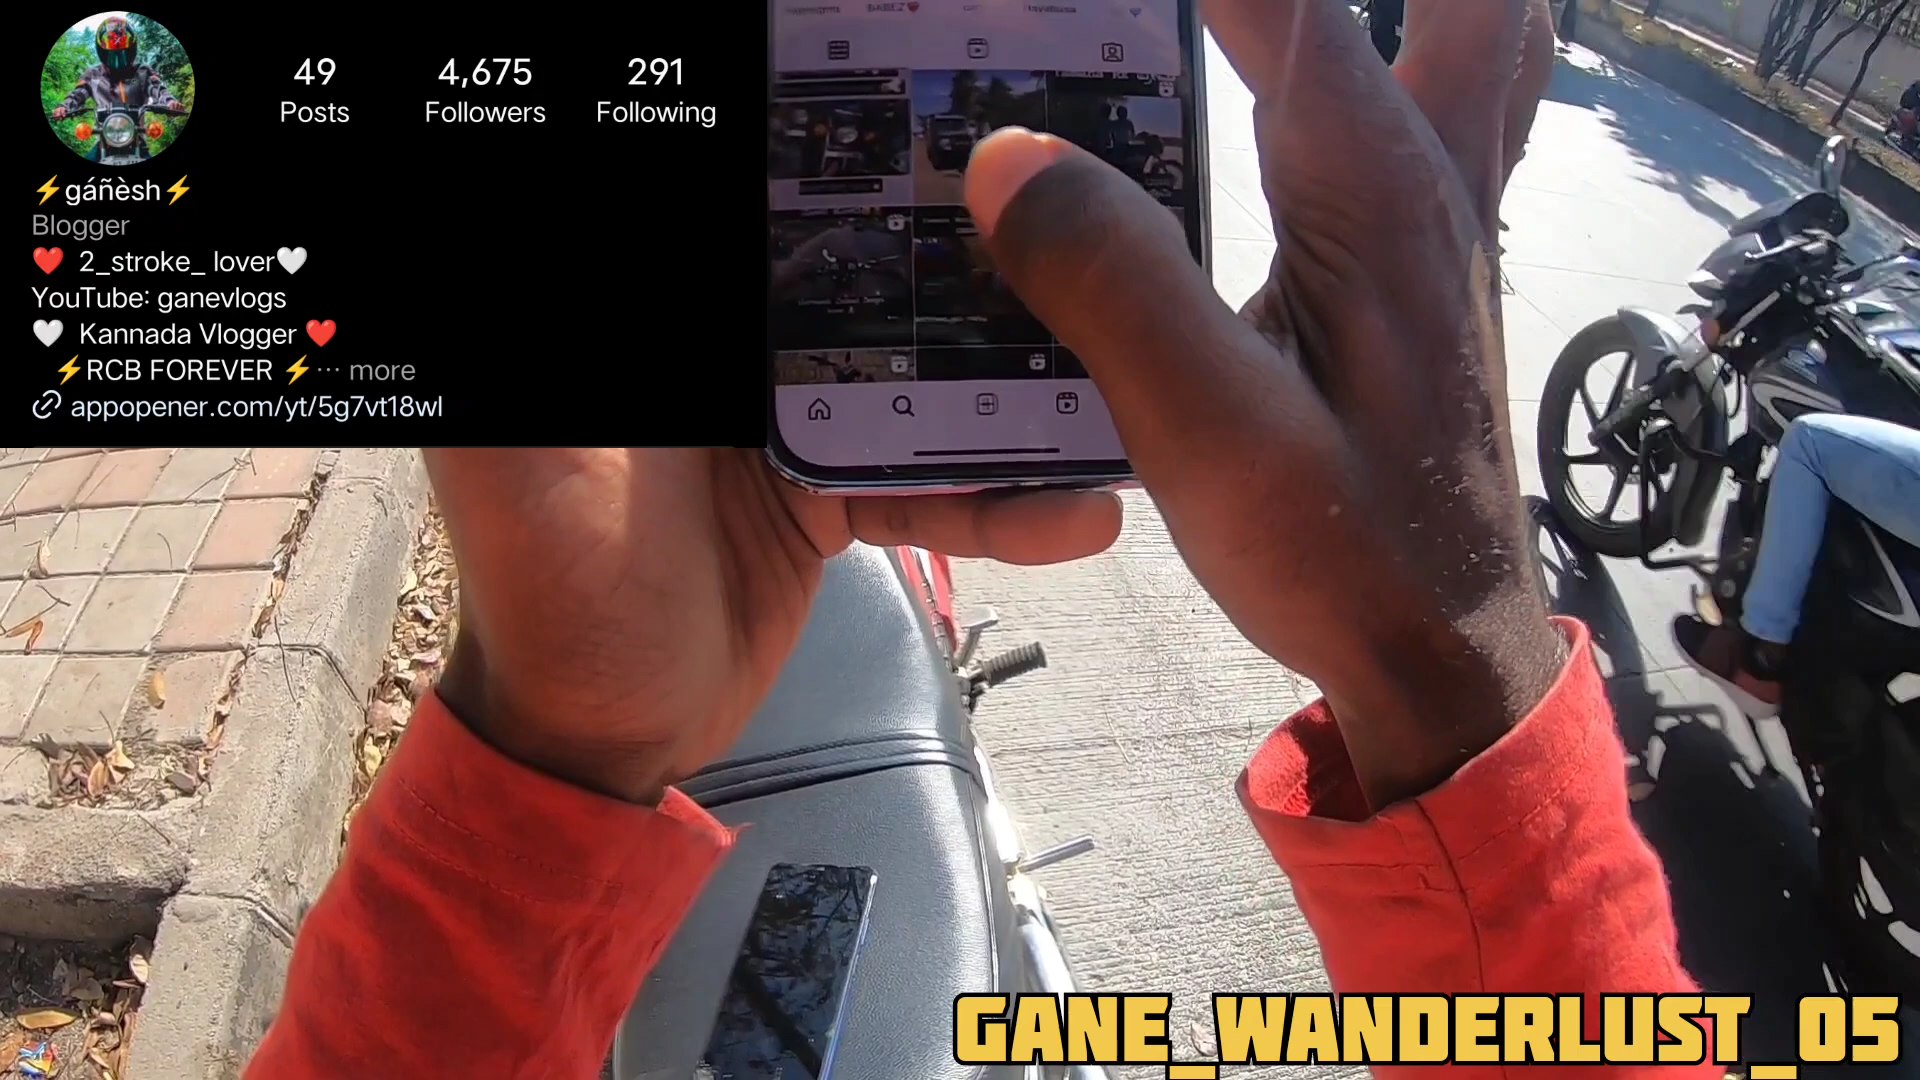 49
Posts
4,675
Followers
291
Following
⚡gáñèsh⚡
Blogger
❤️ 2_stroke_ lover🤍
YouTube: ganevlogs
🤍 Kannada Vlogger ❤️
⚡RCB FOREVER ⚡··· more
appopener.com/yt/5g7vt18wl
BABEZ❤️
GANE_WANDERLUST_05